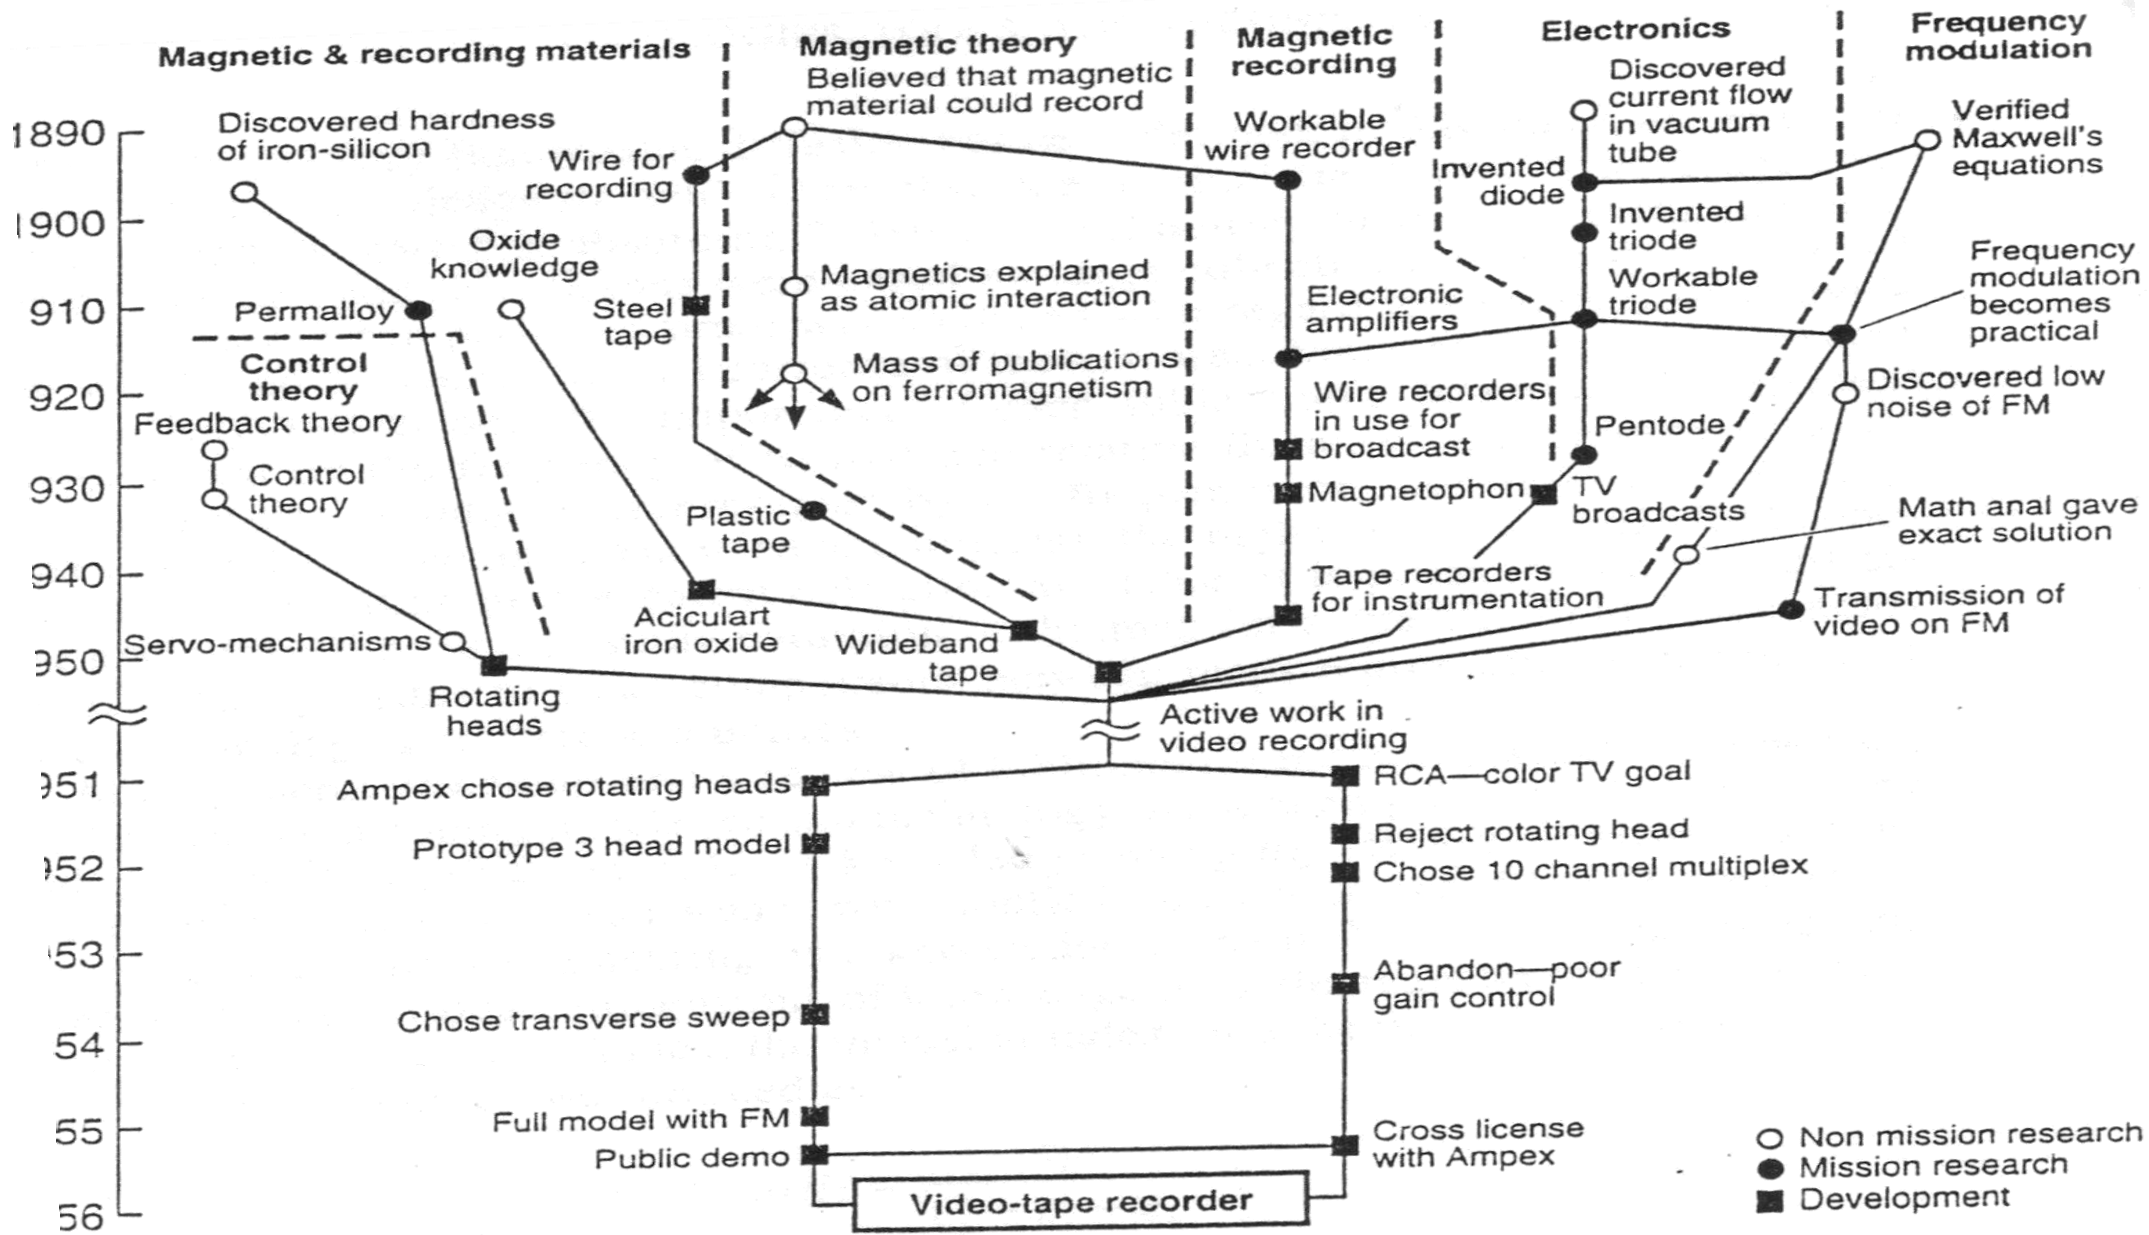 Magnetic & recording materials
Magnetic theory
Magnetic
recording
Electronics
Frequency
modulation
Believed that magnetic
material could record
Discovered
current flow
in vacuum
tube
Verified
Maxwell's
equations
1890
Discovered hardness
of iron-silicon
Wire for
recording
Workable
wire recorder
Invented
diode
1900
Oxide
knowledge
Invented
triode
Magnetics explained
as atomic interaction
Workable
triode
Frequency
modulation
becomes
practical
910
Permalloy
Steel
tape
Electronic
amplifiers
Control
theory
Mass of publications
on ferromagnetism
Wire recorders
in use for
broadcast
Discovered low
noise of FM
920
Feedback theory
Pentode
Control
theory
930
Magnetophon
TV
broadcasts
Plastic
tape
Math anal gave
exact solution
940
Tape recorders
for instrumentation
Transmission of
video on FM
Aciculart
iron oxide
Servo-mechanisms
Wideband
tape
950
Rotating
heads
Active work in
video recording
951
Ampex chose rotating heads
RCA—color TV goal
Prototype 3 head model
Reject rotating head
952
Chose 10 channel multiplex
53
Abandon—poor
gain control
Chose transverse sweep
54
Full model with FM
55
Public demo
Cross license
with Ampex
Video-tape recorder
56
Non mission research
Mission research
Development